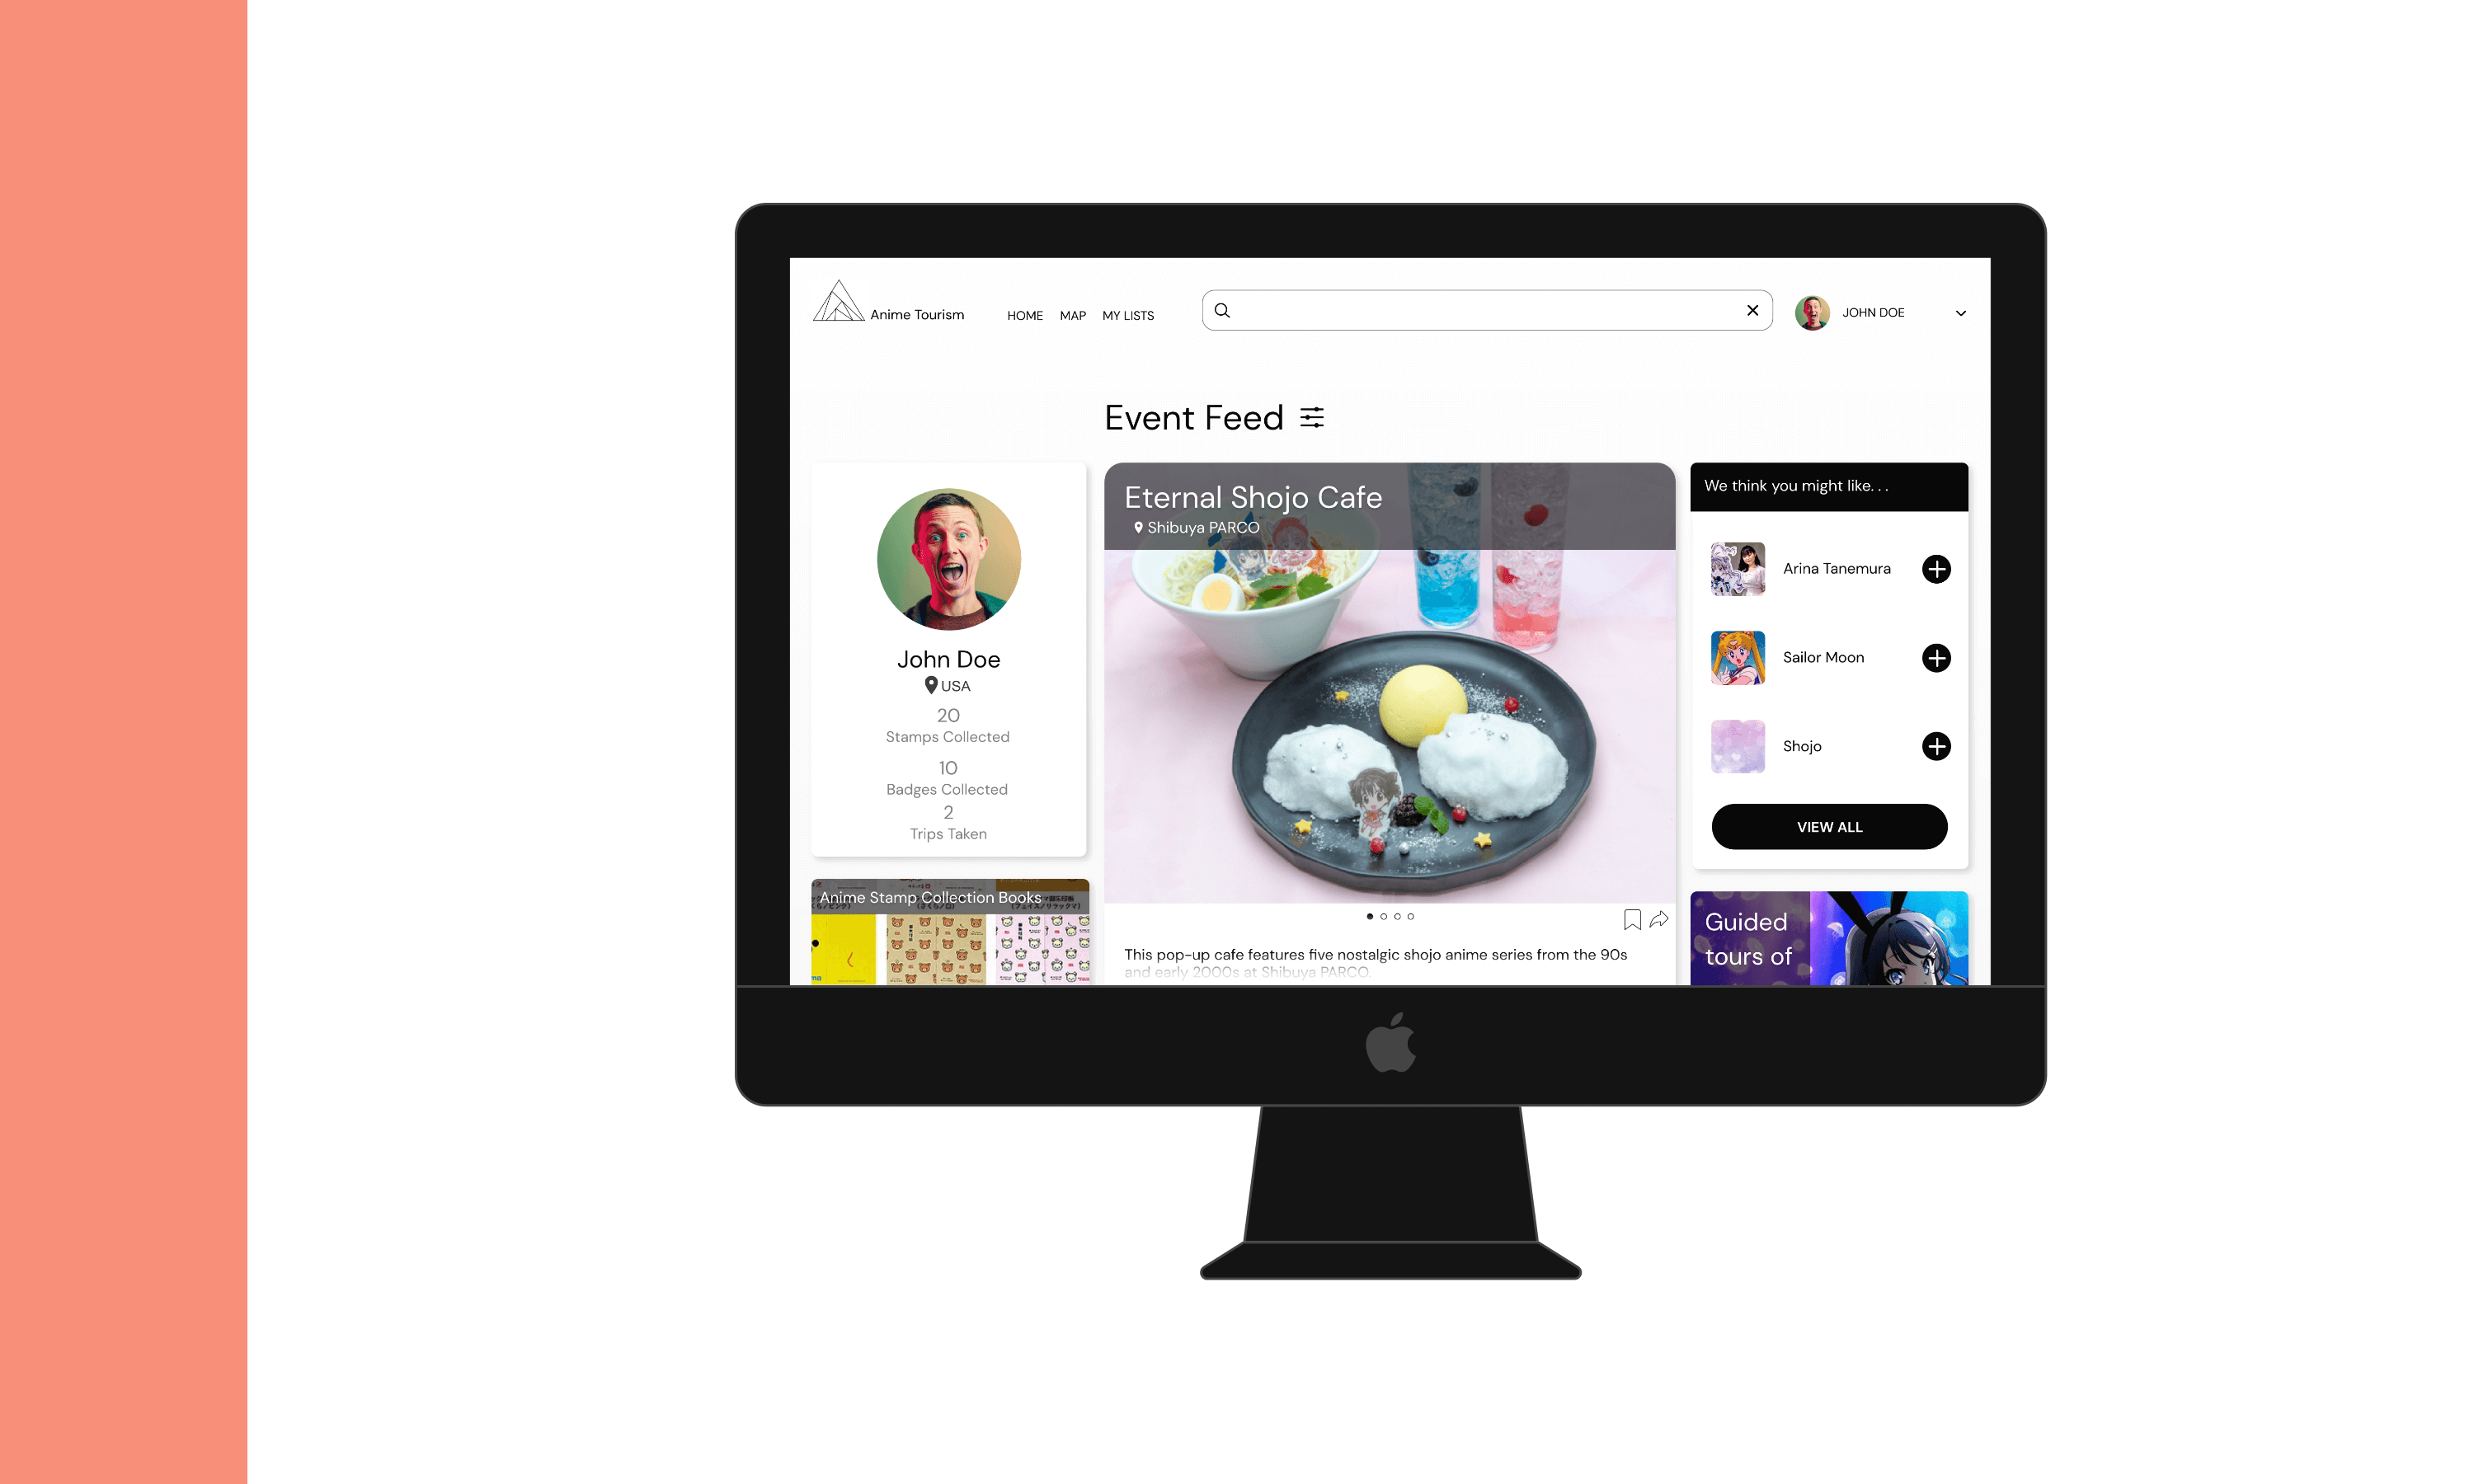 Anime Tourism
HOME
MAP
MY LISTS
JOHN DOE
Event Feed
John Doe
USA
20
Stamps Collected
10
Badges Collected
2
Trips Taken
Anime Stamp Collection Books
Eternal Shojo Cafe
Shibuya PARCO
This pop-up cafe features five nostalgic shojo anime series from the 90s
and early 2000s at Shibuya PARCO.
We think you might like. . .
Arina Tanemura
Sailor Moon
Shojo
VIEW ALL
Guided
tours of